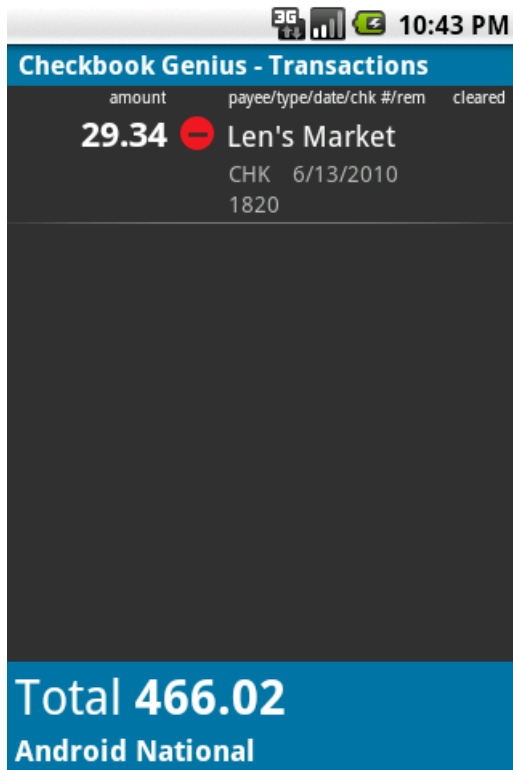 3G 10:43 PM
Checkbook Genius - Transactions
amount payee/type/date/chk #/rem cleared
29.34 Len's Market
CHK 6/13/2010
1820
Total 466.02
Android National